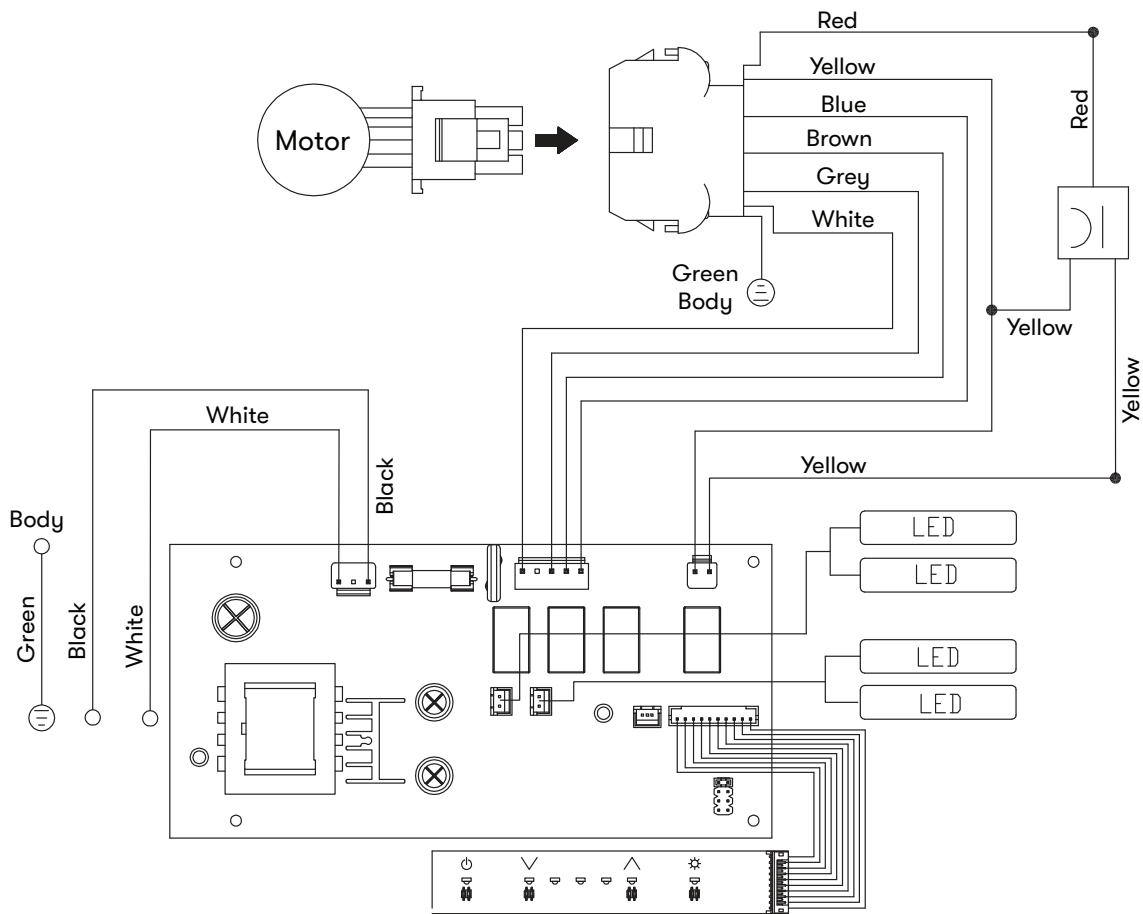 Red
Yellow
Red
Blue
Motor
Brown
Grey
White
Green
Body
Yellow
Yellow
White
Black
Yellow
Body
LED
LED
Green
Black
White
LED
LED